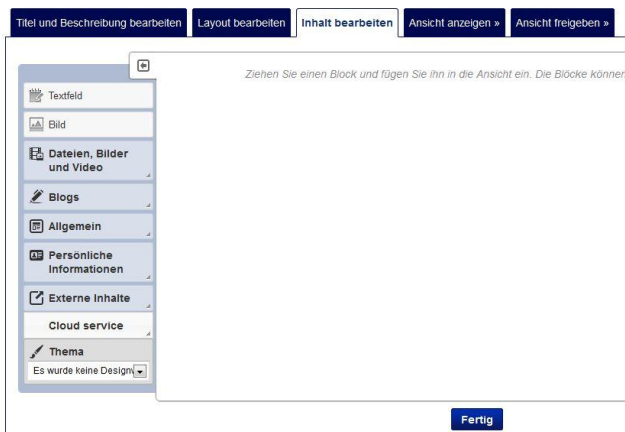 Titel und Beschreibung bearbeiten
Layout bearbeiten
Inhalt bearbeiten
Ansicht anzeigen »
Ansicht freigeben »
Ziehen Sie einen Block und fügen Sie ihn in die Ansicht ein. Die Blöcke können
Textfeld
Bild
Dateien, Bilder
und Video
Blogs
Allgemein
Persönliche
Informationen
Externe Inhalte
Cloud service
Thema
Es wurde keine Design
Fertig